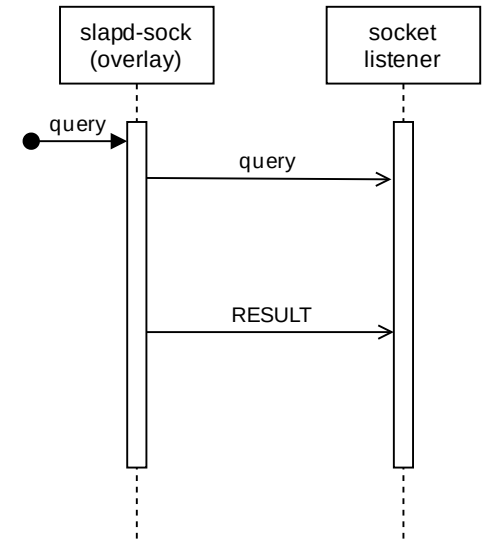 slapd-sock
(overlay)
socket
listener
query
query
RESULT